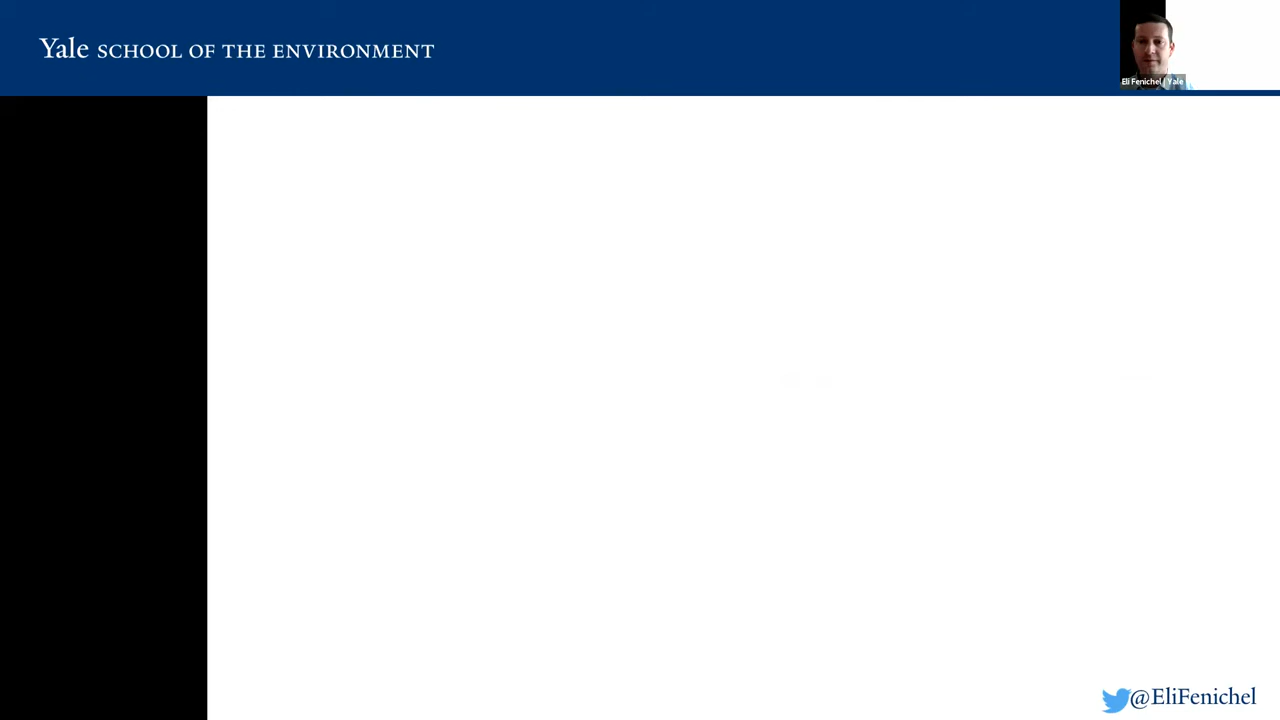 Yale SCHOOL OF THE ENVIRONMENT
Eli Fenichel | Yale
@EliFenichel